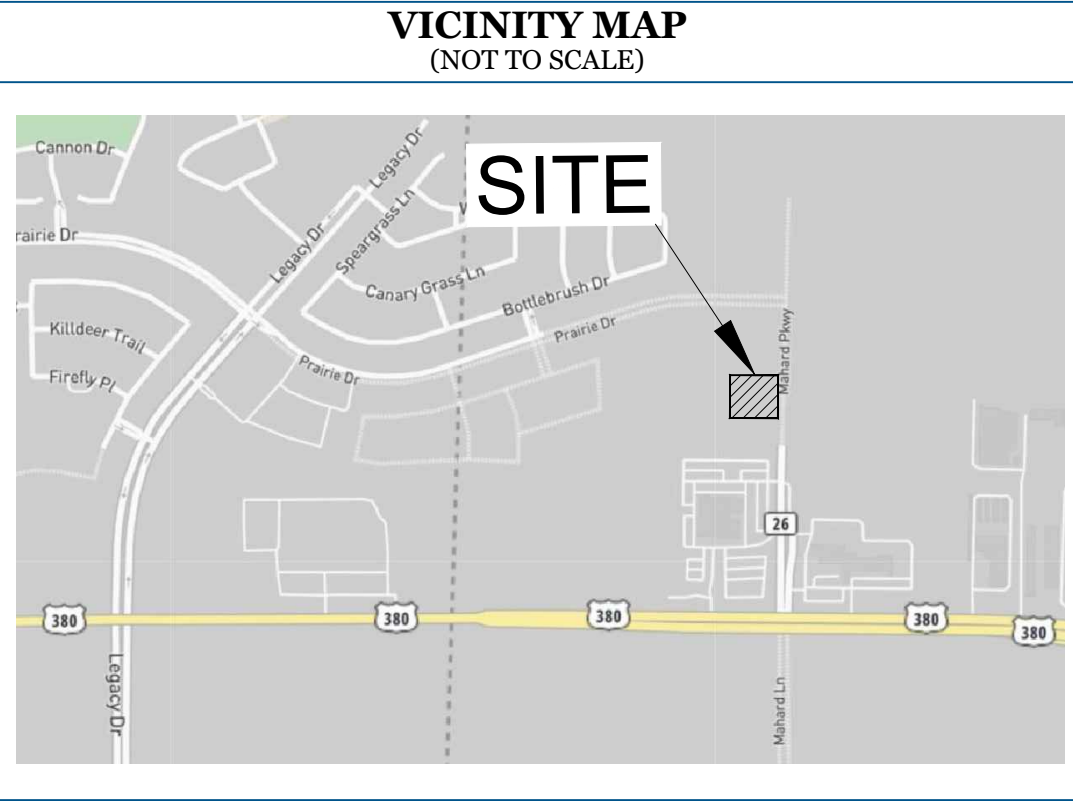 VICINITY MAP
(NOT TO SCALE)
Cannon Dr
Legacy Dr
SITE
Speargrass Ln
rairie Dr
Legacy Dr
Canary Grass Ln
Bottlebrush Dr
Killdeer Trail
Prairie Dr
Mahard Pkwy
Firefly Pl
Prairie Dr
26
380
380
380
380
380
Legacy Dr
Mahard Ln